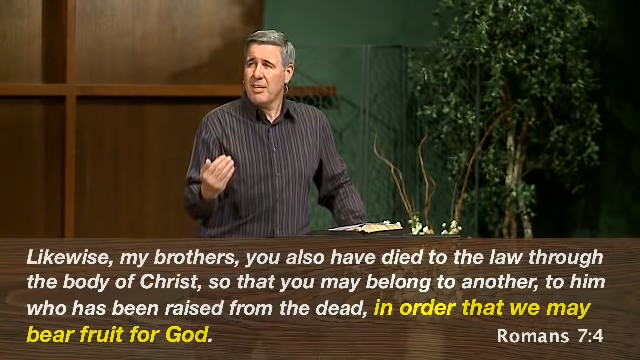 Likewise, my brothers, you also have died to the law through
the body of Christ, so that you may belong to another, to him
who has been raised from the dead, in order that we may
bear fruit for God.
Romans 7:4